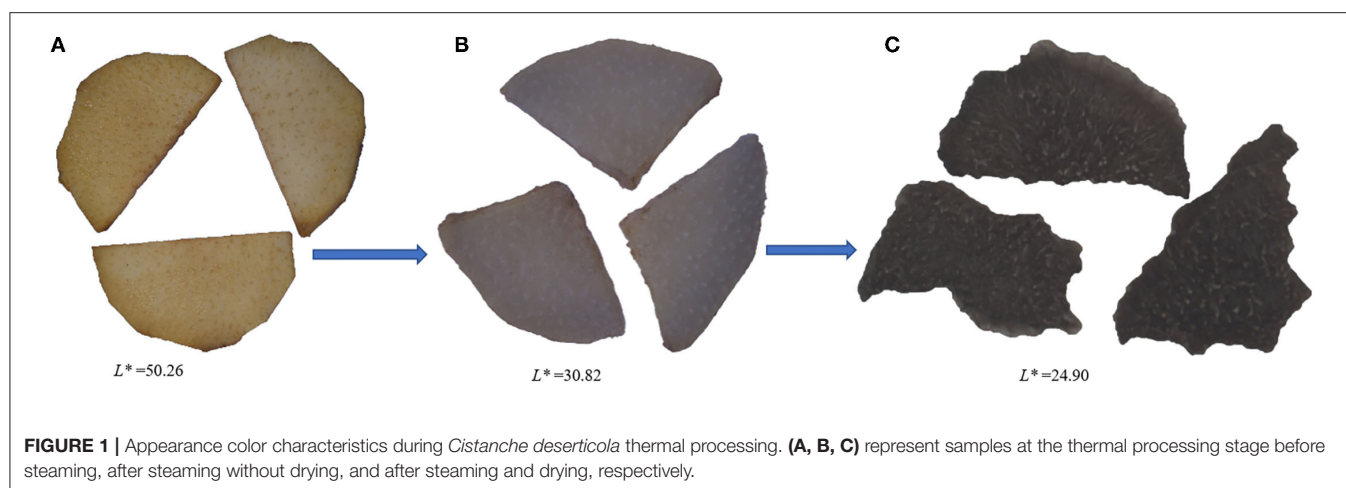 A
B
C
L* =50.26
L* =30.82
L* =24.90
FIGURE 1 | Appearance color characteristics during Cistanche deserticola thermal processing. (A, B, C) represent samples at the thermal processing stage before
steaming, after steaming without drying, and after steaming and drying, respectively.